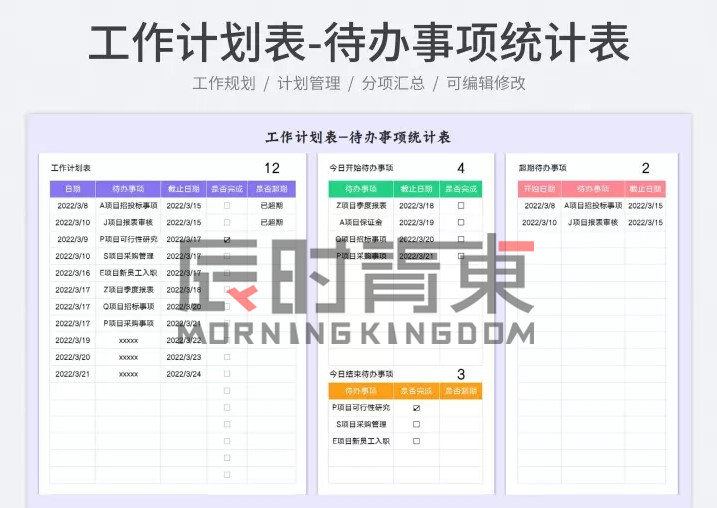 工作计划表-待办事项统计表
工作规划 / 计划管理 / 分项汇总 / 可编辑修改
工作计划表-待办事项统计表
工作计划表 12
日期 待办事项 截止日期 是否完成 是否超期
2022/3/8 A项目招投标事项 2022/3/15 ☐ 已超期
2022/3/10 J项目报表审核 2022/3/15 ☐ 已超期
2022/3/9 P项目可行性研究 2022/3/17 ☑
2022/3/10 S项目采购管理 2022/3/17 ☐
2022/3/16 E项目新员工入职 2022/3/17 ☐
2022/3/17 Z项目季度报表 2022/3/18 ☐
2022/3/17 Q项目招标事项 2022/3/20 ☐
2022/3/17 P项目采购事项 2022/3/21 ☐
2022/3/19 xxxxx 2022/3/22 ☐
2022/3/20 xxxxx 2022/3/23 ☐
2022/3/21 xxxxx 2022/3/24 ☐
今日开始待办事项 4
待办事项 截止日期 是否完成
Z项目季度报表 2022/3/18 ☐
A项目保证金 2022/3/19 ☐
Q项目招标事项 2022/3/20 ☐
P项目采购事项 2022/3/21 ☐
今日结束待办事项 3
待办事项 是否完成 是否超期
P项目可行性研究 ☑
S项目采购管理 ☐
E项目新员工入职 ☐
超期待办事项 2
开始日期 待办事项 截止日期
2022/3/8 A项目招投标事项 2022/3/15
2022/3/10 J项目报表审核 2022/3/15
辰时青東
MORNINGKINGDOM